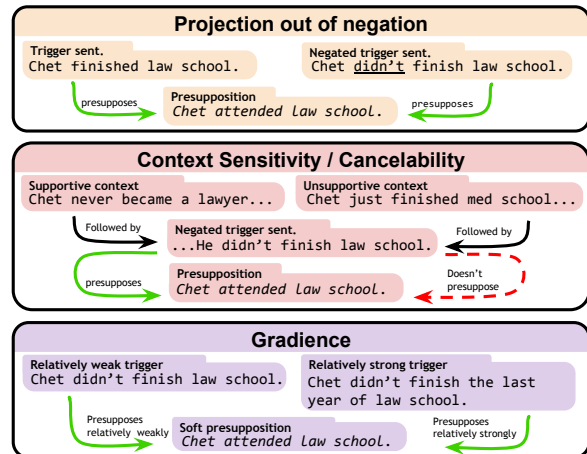 Projection out of negation
Trigger sent.
Chet finished law school.
Negated trigger sent.
Chet didn't finish law school.
presupposes
Presupposition
Chet attended law school.
presupposes
Context Sensitivity / Cancelability
Supportive context
Chet never became a lawyer...
Unsupportive context
Chet just finished med school...
Followed by
Negated trigger sent.
...He didn't finish law school.
Followed by
presupposes
Presupposition
Chet attended law school.
Doesn't
presuppose
Gradience
Relatively weak trigger
Chet didn't finish law school.
Relatively strong trigger
Chet didn't finish the last
year of law school.
Presupposes
relatively weakly
Soft presupposition
Chet attended law school.
Presupposes
relatively strongly